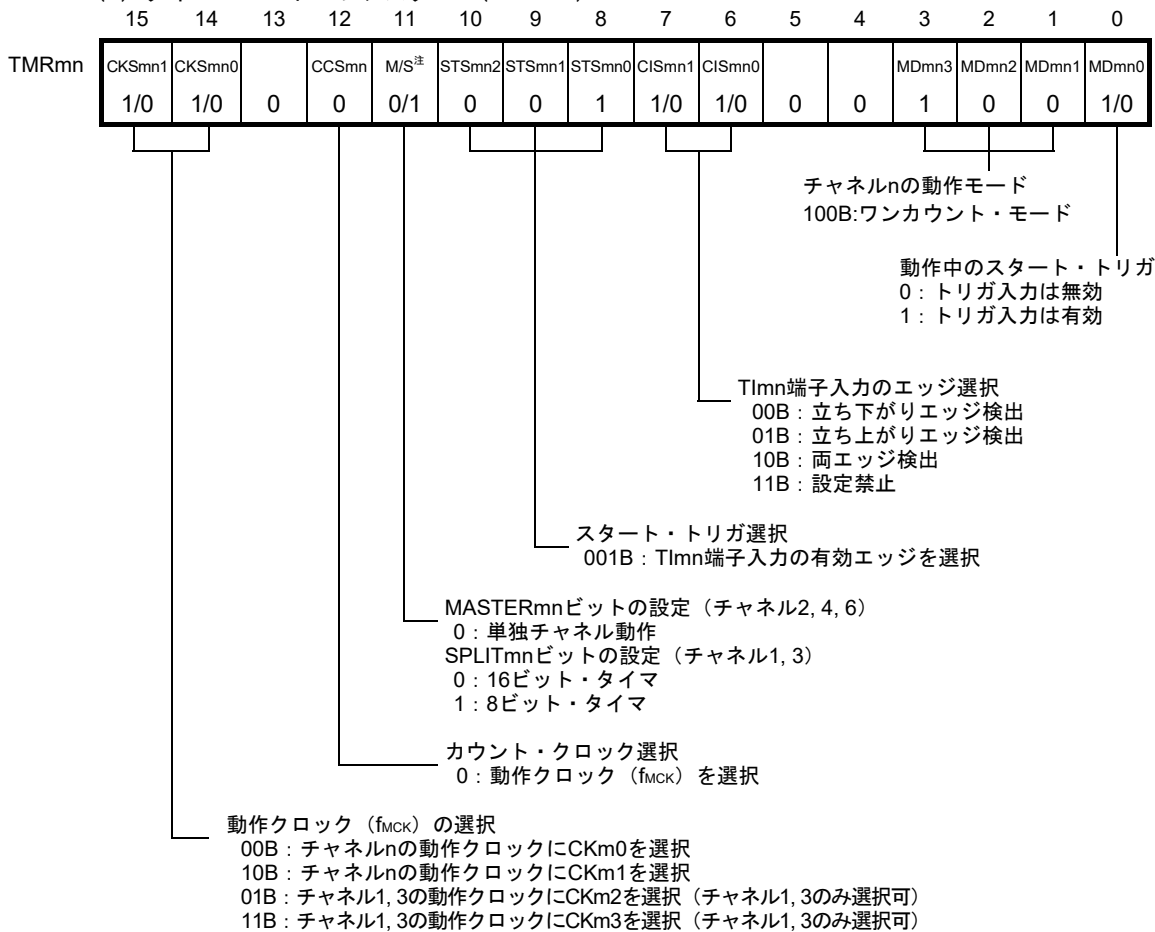 15 14 13 12 11 10 9 8 7 6 5 4 3 2 1 0
TMRmn
CKSmn1 CKSmn0 CCSmn M/S注 STSmn2 STSmn1 STSmn0 CISmn1 CISmn0 MDmn3 MDmn2 MDmn1 MDmn0
1/0 1/0 0 0 0/1 0 0 1 1/0 1/0 0 0 1 0 0 1/0
チャネルnの動作モード
100B:ワンカウント・モード
動作中のスタート・トリガ
0：トリガ入力は無効
1：トリガ入力は有効
TImn端子入力のエッジ選択
00B：立ち下がりエッジ検出
01B：立ち上がりエッジ検出
10B：両エッジ検出
11B：設定禁止
スタート・トリガ選択
001B：TImn端子入力の有効エッジを選択
MASTERmnビットの設定（チャネル2, 4, 6）
0：単独チャネル動作
SPLITmnビットの設定（チャネル1, 3）
0：16ビット・タイマ
1：8ビット・タイマ
カウント・クロック選択
0：動作クロック（fMCK）を選択
動作クロック（fMCK）の選択
00B：チャネルnの動作クロックにCKm0を選択
10B：チャネルnの動作クロックにCKm1を選択
01B：チャネル1, 3の動作クロックにCKm2を選択（チャネル1, 3のみ選択可）
11B：チャネル1, 3の動作クロックにCKm3を選択（チャネル1, 3のみ選択可）